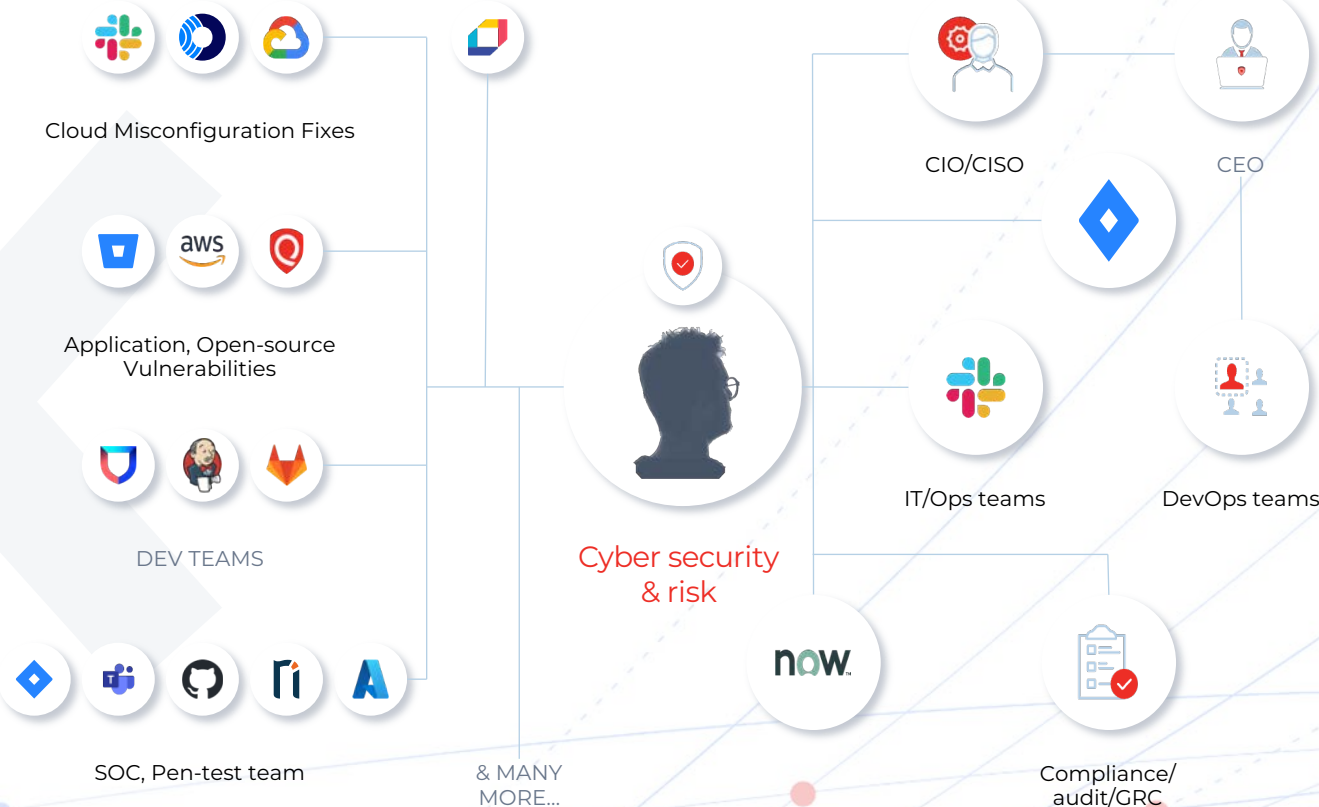 Cloud Misconfiguration Fixes
CIO/CISO
CEO
aws
Application, Open-source
Vulnerabilities
DEV TEAMS
Cyber security
& risk
IT/Ops teams
DevOps teams
now.
TM
T
SOC, Pen-test team
& MANY
MORE...
Compliance/
audit/GRC